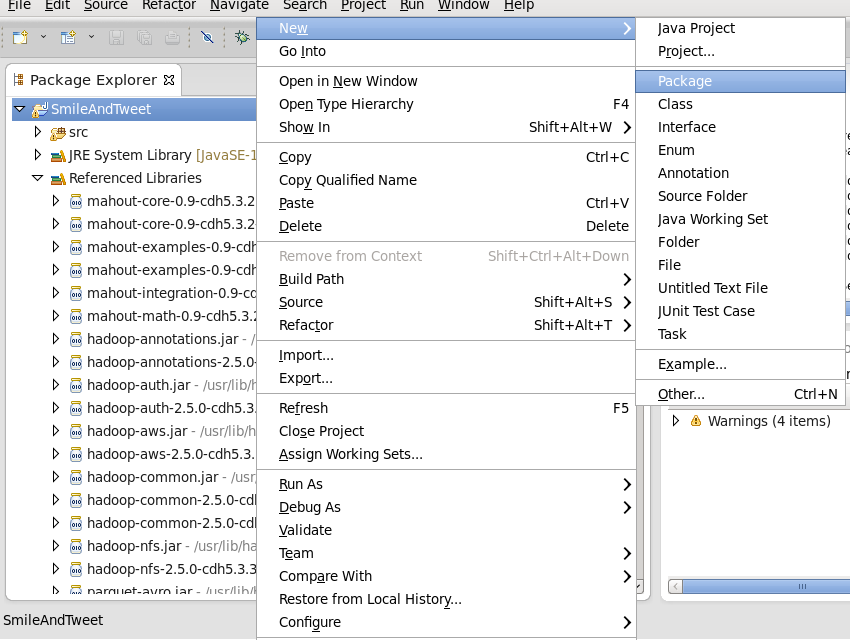 File Edit Source Refactor Navigate Search Project Run Window Help
Package Explorer
SmileAndTweet
src
JRE System Library [JavaSE-1
Referenced Libraries
mahout-core-0.9-cdh5.3.2
mahout-core-0.9-cdh5.3.2
mahout-examples-0.9-cdh
mahout-examples-0.9-cdh
mahout-integration-0.9-cd
mahout-math-0.9-cdh5.3.2
hadoop-annotations.jar - /
hadoop-annotations-2.5.0-
hadoop-auth.jar - /usr/lib/h
hadoop-auth-2.5.0-cdh5.3.
hadoop-aws.jar - /usr/lib/h
hadoop-aws-2.5.0-cdh5.3.
hadoop-common.jar - /usr
hadoop-common-2.5.0-cdh
hadoop-common-2.5.0-cdh
hadoop-nfs.jar - /usr/lib/ha
hadoop-nfs-2.5.0-cdh5.3.3
parquet-avro.jar - /usr/lib/h
SmileAndTweet
New
Go Into
Open in New Window
Open Type Hierarchy F4
Show In Shift+Alt+W
Copy Ctrl+C
Copy Qualified Name
Paste Ctrl+V
Delete Delete
Remove from Context Shift+Ctrl+Alt+Down
Build Path
Source Shift+Alt+S
Refactor Shift+Alt+T
Import...
Export...
Refresh F5
Close Project
Assign Working Sets...
Run As
Debug As
Validate
Team
Compare With
Restore from Local History...
Configure
Java Project
Project...
Package
Class
Interface
Enum
Annotation
Source Folder
Java Working Set
Folder
File
Untitled Text File
JUnit Test Case
Task
Example...
Other... Ctrl+N
Warnings (4 items)